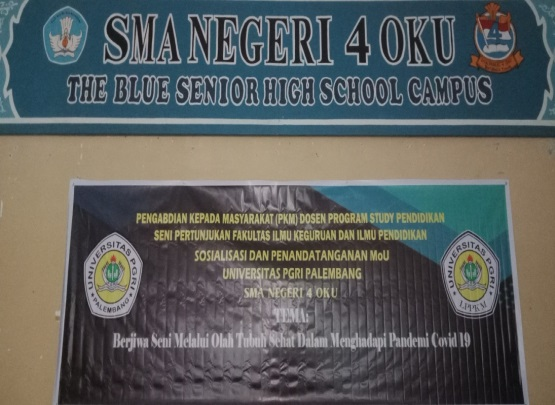 SMA NEGERI 4 OKU
THE BLUE SENIOR HIGH SCHOOL CAMPUS
PENGABDIAN KEPADA MASYARAKAT (PKM) DOSEN PROGRAM STUDY PENDIDIKAN
SENI PERTUNJUKAN FAKULTAS ILMU KEGURUAN DAN ILMU PENDIDIKAN
SOSIALISASI DAN PENANDATANGANAN MoU
UNIVERSITAS PGRI PALEMBANG
SMA NEGERI 4 OKU
TEMA:
Berjiwa Seni Melalui Olah Tubuh Sehat Dalam Menghadapi Pandemi Covid 19
UNIVERSITAS PGRI
PALEMBANG
UNIVERSITAS PGRI
LPPKM
4